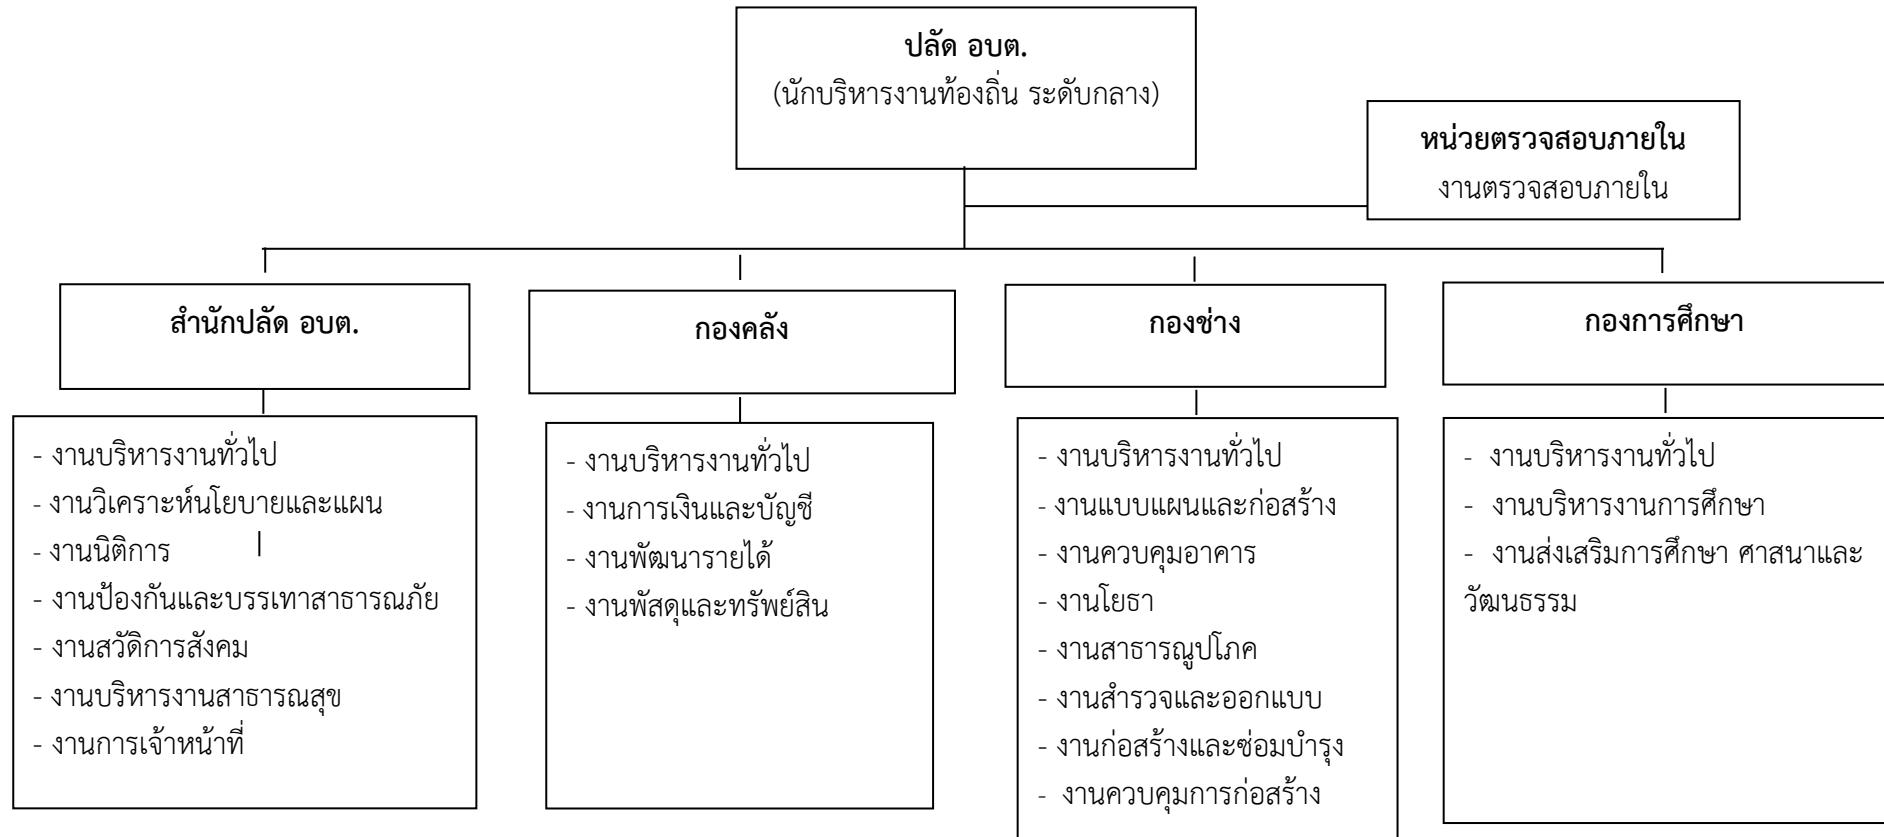 ปลัด อบต.
(นักบริหารงานท้องถิ่น ระดับกลาง)
หน่วยตรวจสอบภายใน
งานตรวจสอบภายใน
สำนักปลัด อบต.
กองคลัง
กองช่าง
กองการศึกษา
- งานบริหารงานทั่วไป
- งานวิเคราะห์นโยบายและแผน
- งานนิติการ
- งานป้องกันและบรรเทาสาธารณภัย
- งานสวัดิการสังคม
- งานบริหารงานสาธารณสุข
- งานการเจ้าหน้าที่
- งานบริหารงานทั่วไป
- งานการเงินและบัญชี
- งานพัฒนารายได้
- งานพัสดุและทรัพย์สิน
- งานบริหารงานทั่วไป
- งานแบบแผนและก่อสร้าง
- งานควบคุมอาคาร
- งานโยธา
- งานสาธารณูปโภค
- งานสำรวจและออกแบบ
- งานก่อสร้างและซ่อมบำรุง
- งานควบคุมการก่อสร้าง
- งานบริหารงานทั่วไป
- งานบริหารงานการศึกษา
- งานส่งเสริมการศึกษา ศาสนาและ
วัฒนธรรม